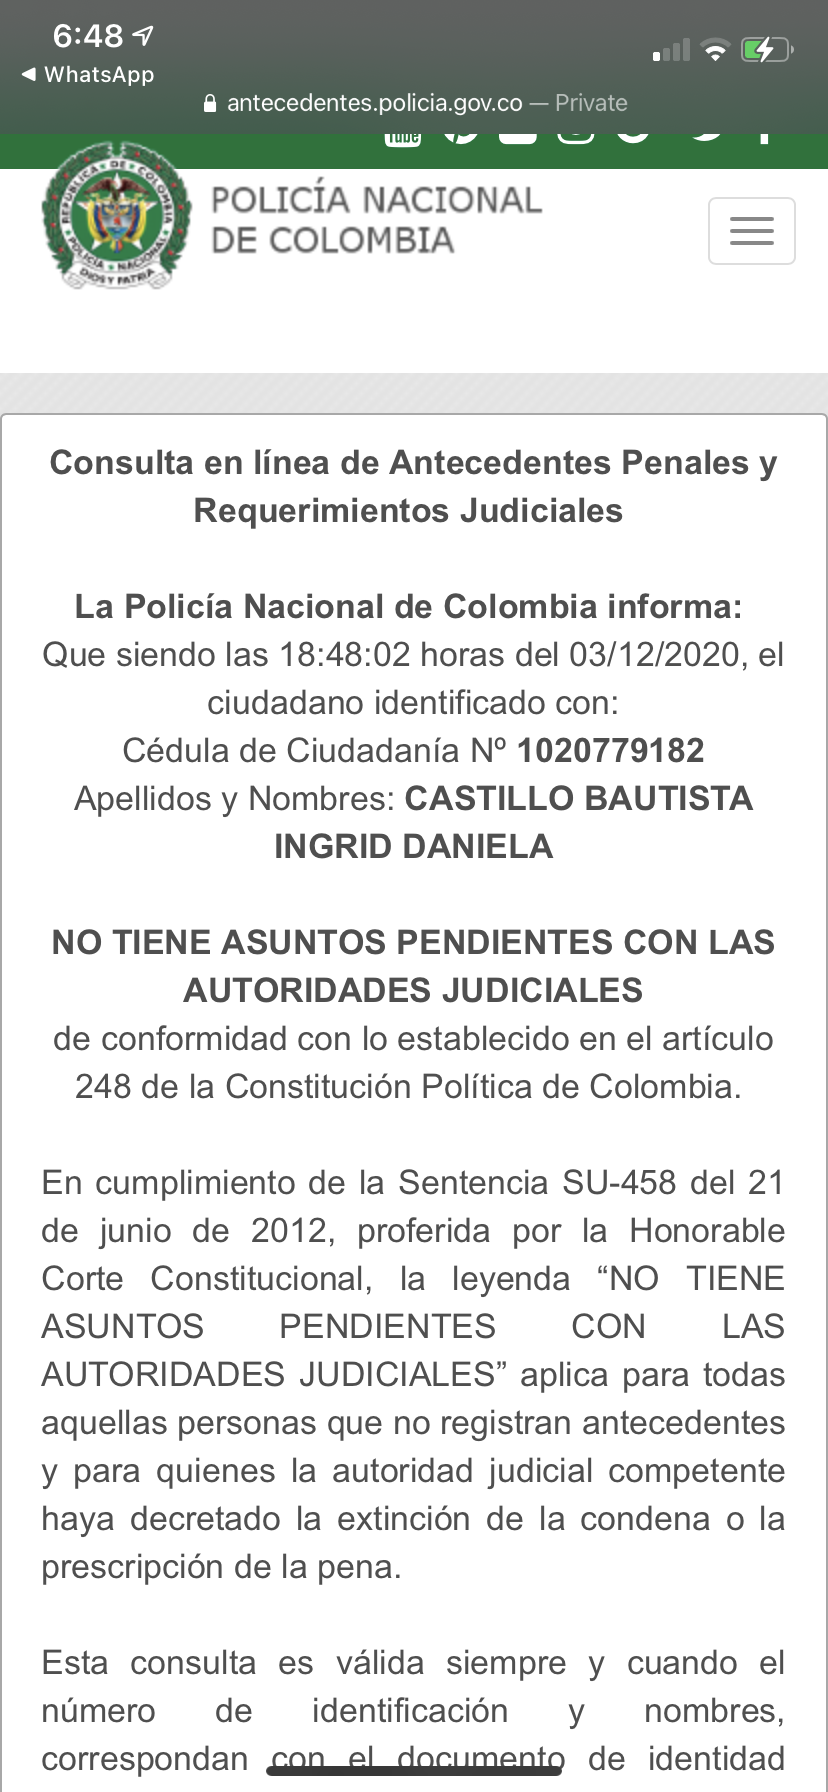 6:48
◀ WhatsApp
antecedentes.policia.gov.co — Private
REPÚBLICA DE COLOMBIA
POLICÍA NACIONAL
DIOS Y PATRIA
POLICÍA NACIONAL
DE COLOMBIA
Consulta en línea de Antecedentes Penales y
Requerimientos Judiciales
La Policía Nacional de Colombia informa:
Que siendo las 18:48:02 horas del 03/12/2020, el
ciudadano identificado con:
Cédula de Ciudadanía Nº 1020779182
Apellidos y Nombres: CASTILLO BAUTISTA
INGRID DANIELA
NO TIENE ASUNTOS PENDIENTES CON LAS
AUTORIDADES JUDICIALES
de conformidad con lo establecido en el artículo
248 de la Constitución Política de Colombia.
En cumplimiento de la Sentencia SU-458 del 21
de junio de 2012, proferida por la Honorable
Corte Constitucional, la leyenda “NO TIENE
ASUNTOS PENDIENTES CON LAS
AUTORIDADES JUDICIALES” aplica para todas
aquellas personas que no registran antecedentes
y para quienes la autoridad judicial competente
haya decretado la extinción de la condena o la
prescripción de la pena.
Esta consulta es válida siempre y cuando el
número de identificación y nombres,
correspondan con el documento de identidad